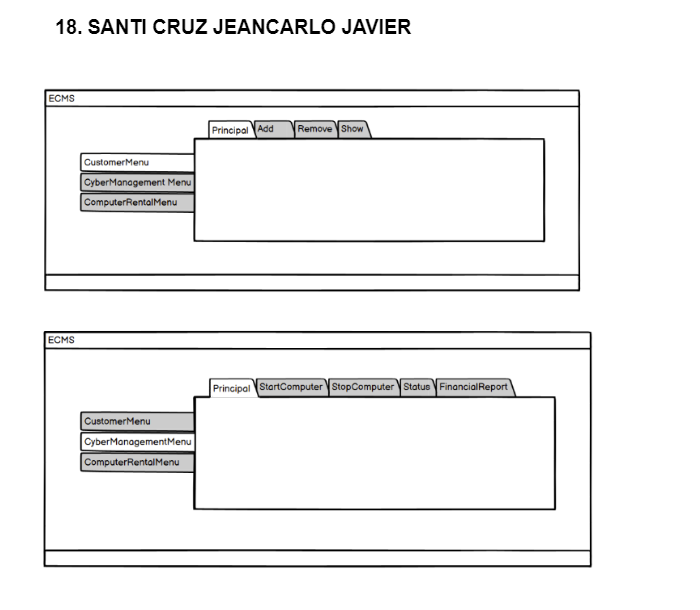 18. SANTI CRUZ JEANCARLO JAVIER
ECMS
Principal Add Remove Show
CustomerMenu
CyberManagement Menu
ComputerRentalMenu
ECMS
Principal StartComputer StopComputer Status FinancialReport
CustomerMenu
CyberManagementMenu
ComputerRentalMenu